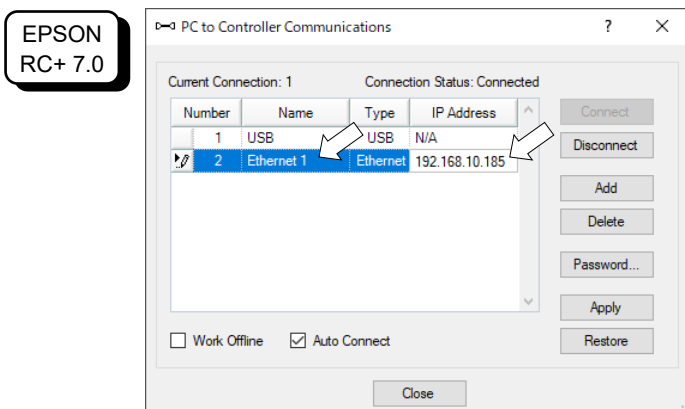 EPSON
RC+ 7.0
PC to Controller Communications ?
Current Connection: 1 Connection Status: Connected
Number Name Type IP Address
1 USB USB N/A
2 Ethernet 1 Ethernet 192.168.10.185
Connect
Disconnect
Add
Delete
Password...
Apply
Restore
Work Offline Auto Connect
Close